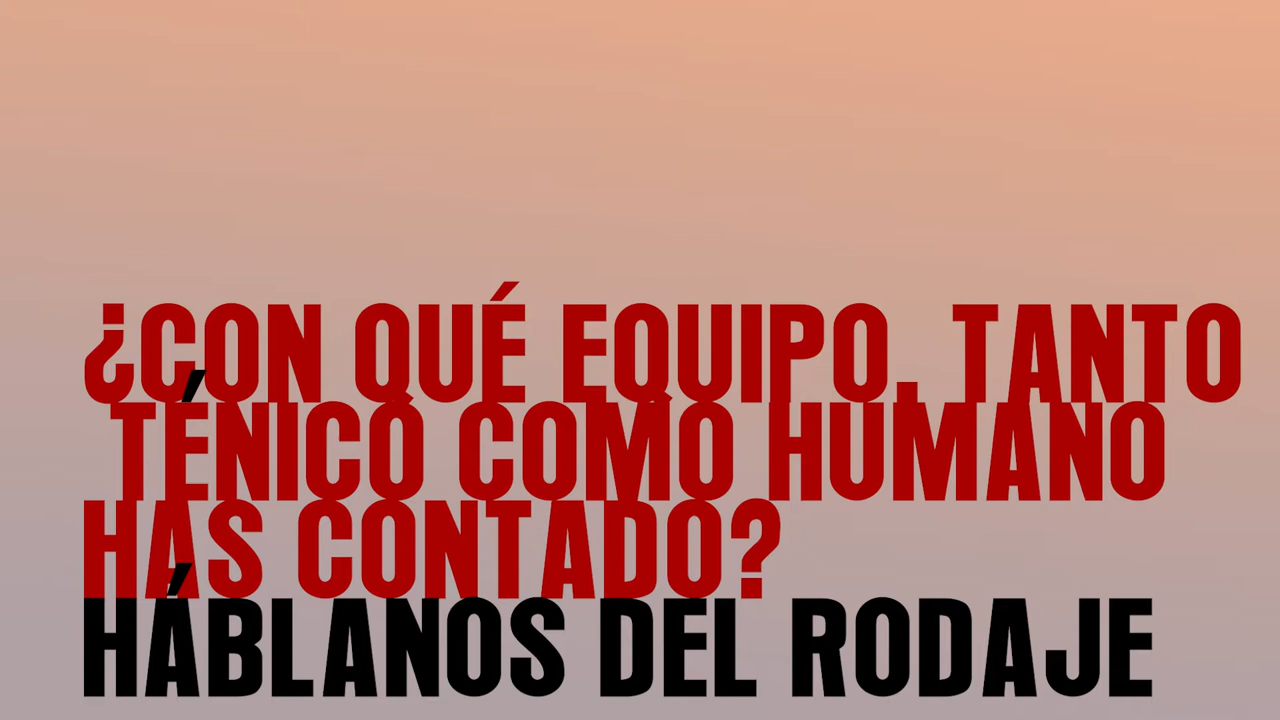 ¿CON QUÉ EQUIPO, TANTO
TÉNICO COMO HUMANO
HAS CONTADO?
HÁBLANOS DEL RODAJE